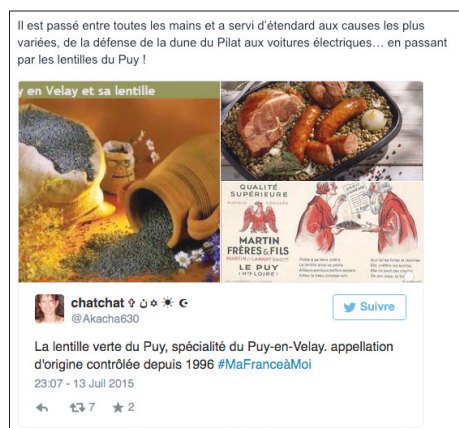 Il est passé entre toutes les mains et a servi d'étendard aux causes les plus
variées, de la défense de la dune du Pilat aux voitures électriques… en passant
par les lentilles du Puy !
y en Velay et sa lentille
QUALITÉ
SUPÉRIEURE
MARTIN
FRÈRES & FILS
LE PUY
(HTE LOIRE)
chatchat ✞ ن ✡ ☀ ☪
@Akacha630
Suivre
La lentille verte du Puy, spécialité du Puy-en-Velay. appellation
d'origine contrôlée depuis 1996 #MaFranceàMoi
23:07 - 13 Juil 2015
7 2